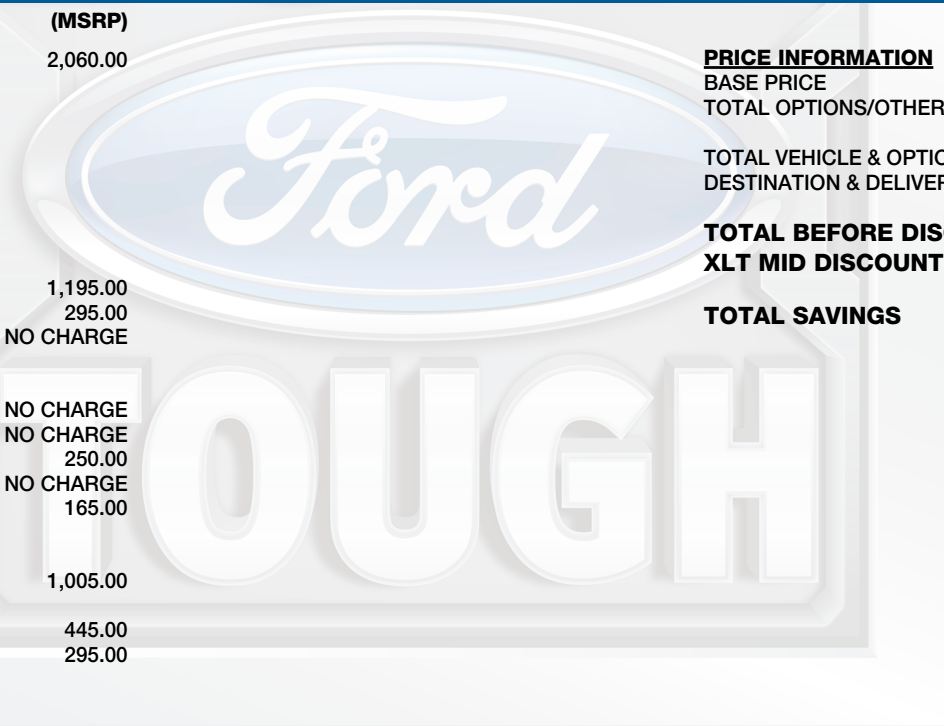 (MSRP)
2,060.00
1,195.00
295.00
NO CHARGE
NO CHARGE
NO CHARGE
250.00
NO CHARGE
165.00
1,005.00
445.00
295.00
PRICE INFORMATION
BASE PRICE
TOTAL OPTIONS/OTHER
TOTAL VEHICLE & OPTIO
DESTINATION & DELIVER
TOTAL BEFORE DISC
XLT MID DISCOUNT
TOTAL SAVINGS
Ford
TOUGH